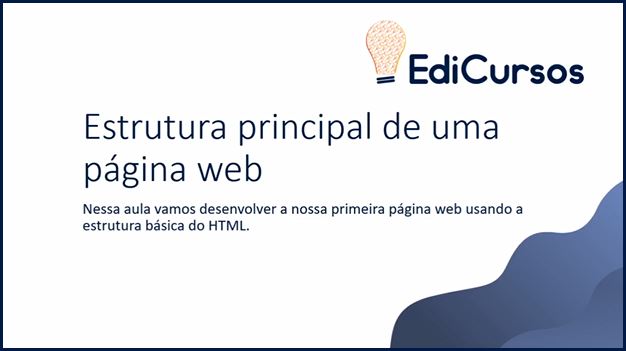 EdiCursos
Estrutura principal de uma
página web
Nessa aula vamos desenvolver a nossa primeira página web usando a
estrutura básica do HTML.